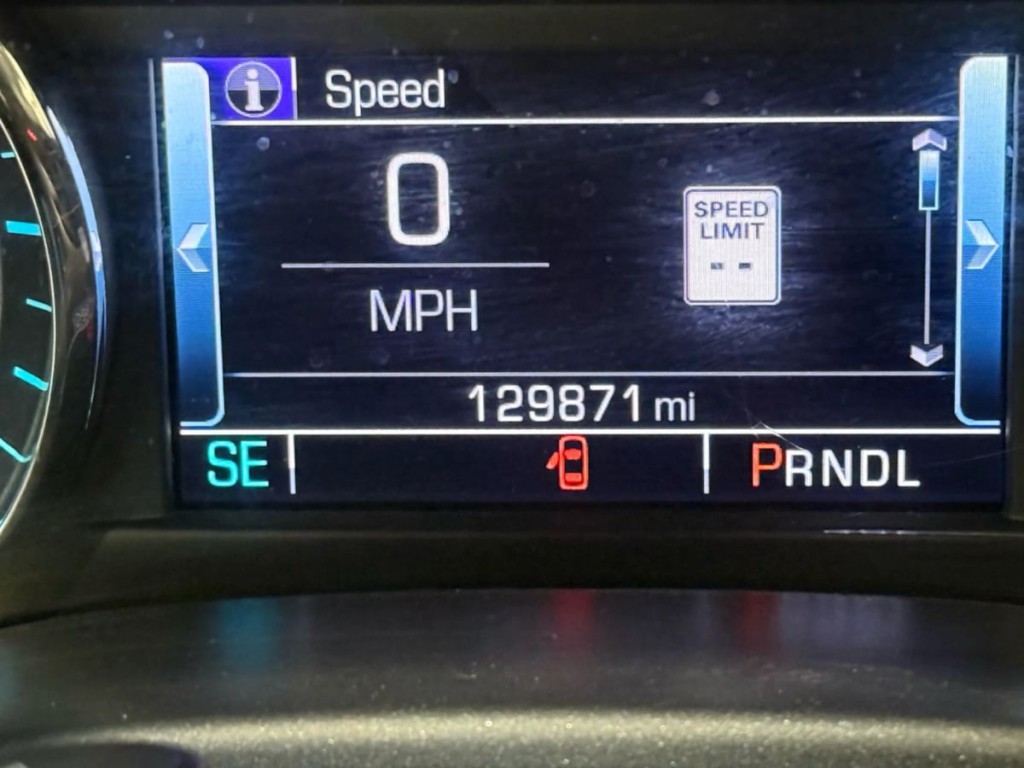 i Speed
0
SPEED
LIMIT
--
MPH
129871 mi
SE PRNDL